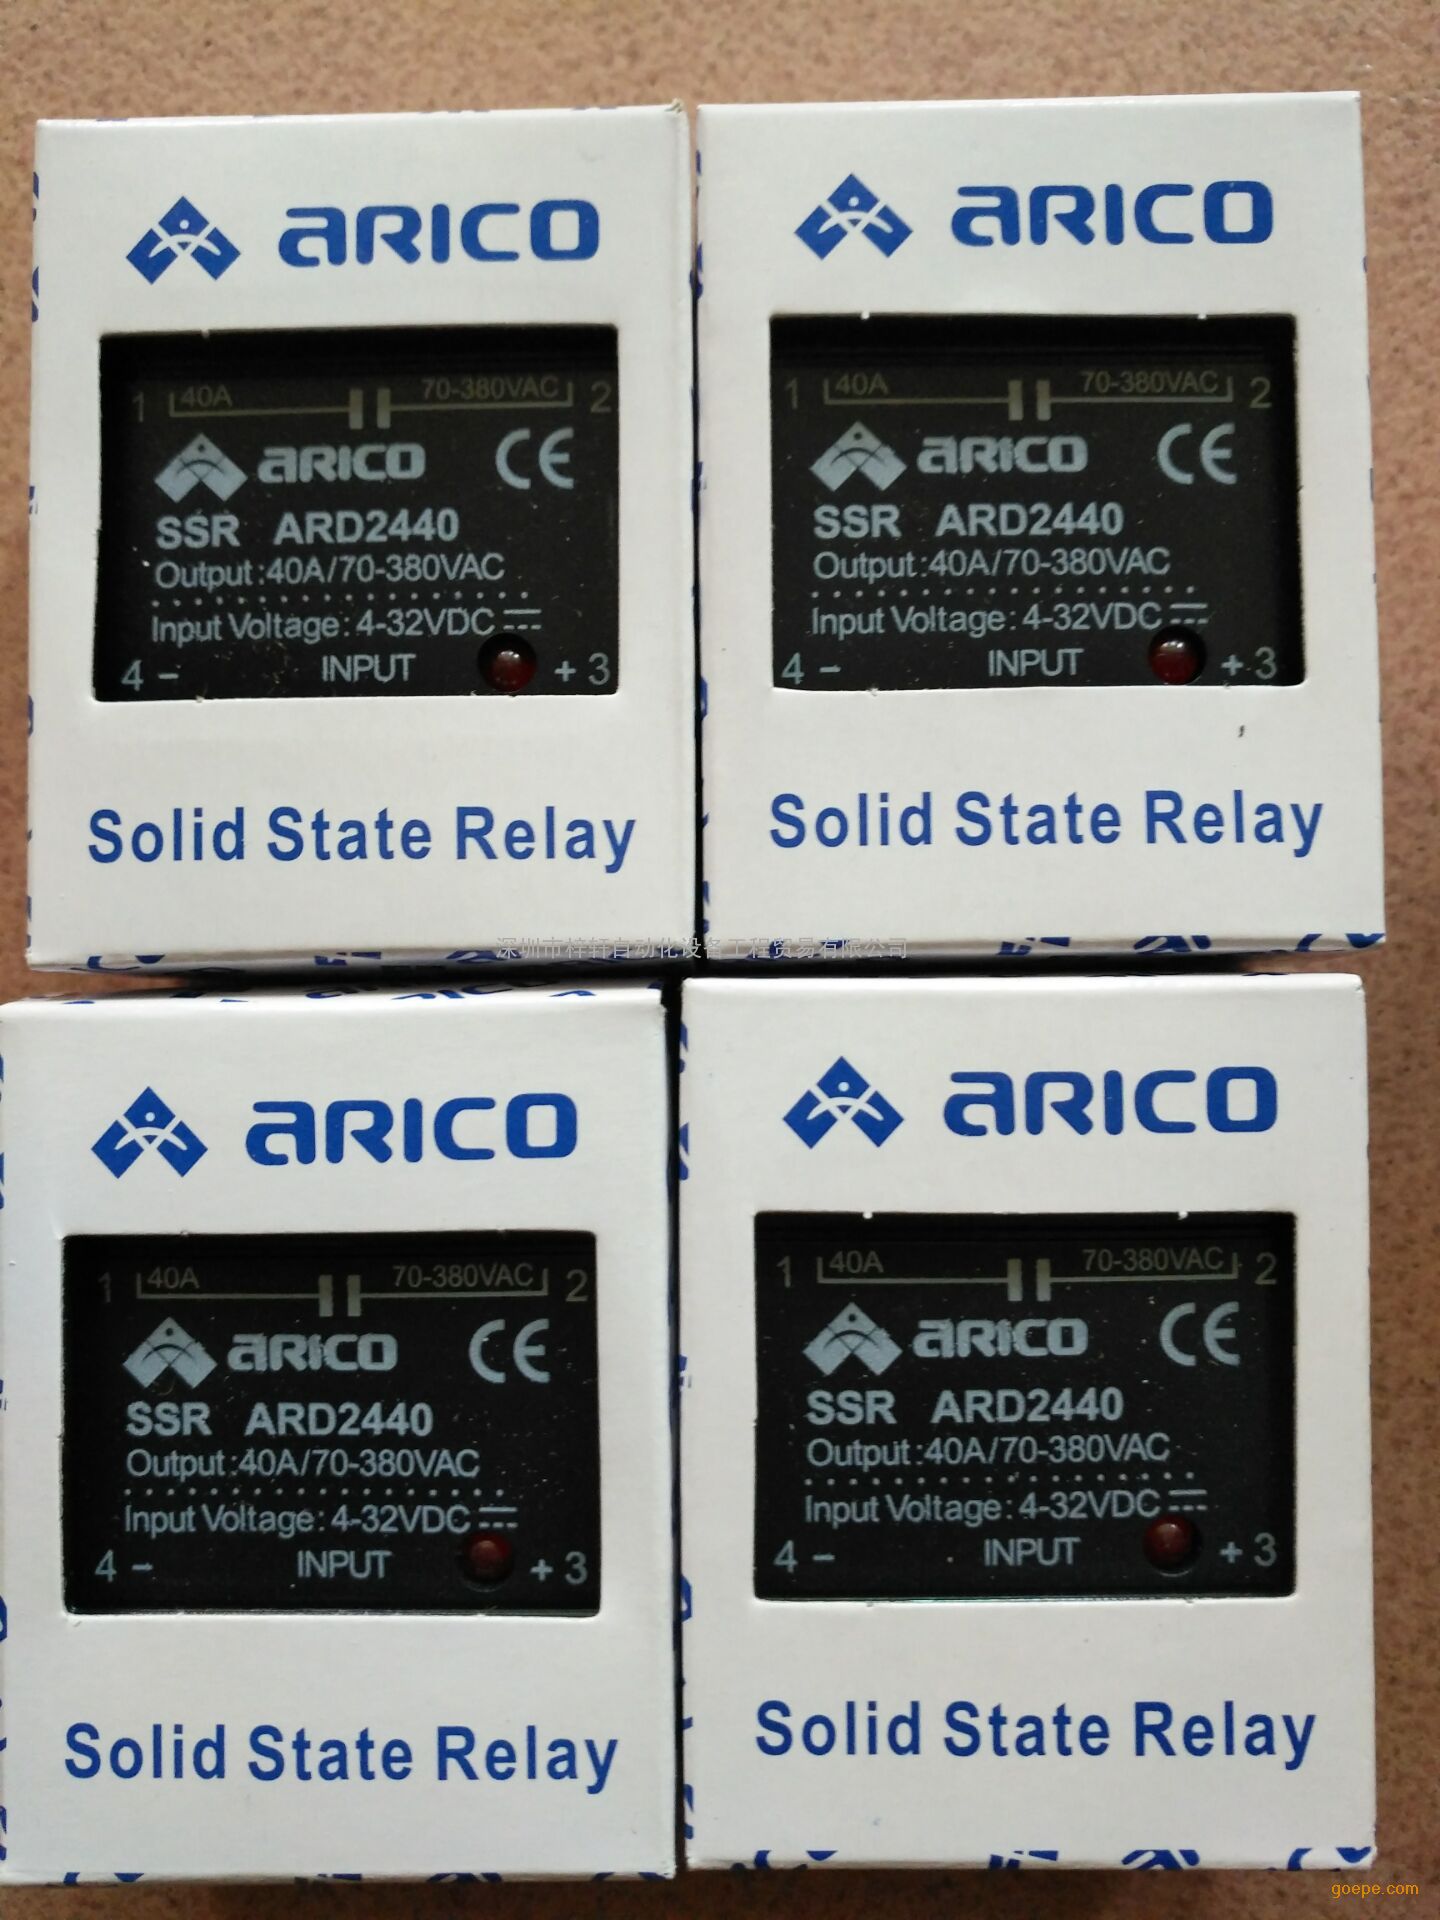 ARICO
1 40A 70-380VAC 2
ARICO CE
SSR ARD2440
Output:40A/70-380VAC
Input Voltage:4-32VDC
4 - INPUT + 3
Solid State Relay
ARICO
1 40A 70-380VAC 2
ARICO CE
SSR ARD2440
Output:40A/70-380VAC
Input Voltage:4-32VDC
4 - INPUT + 3
Solid State Relay
深圳市梓轩自动化设备工程贸易有限公司
ARICO
1 40A 70-380VAC 2
ARICO CE
SSR ARD2440
Output:40A/70-380VAC
Input Voltage:4-32VDC
4 - INPUT + 3
Solid State Relay
ARICO
1 40A 70-380VAC 2
ARICO CE
SSR ARD2440
Output:40A/70-380VAC
Input Voltage:4-32VDC
4 - INPUT + 3
Solid State Relay
goepe.com